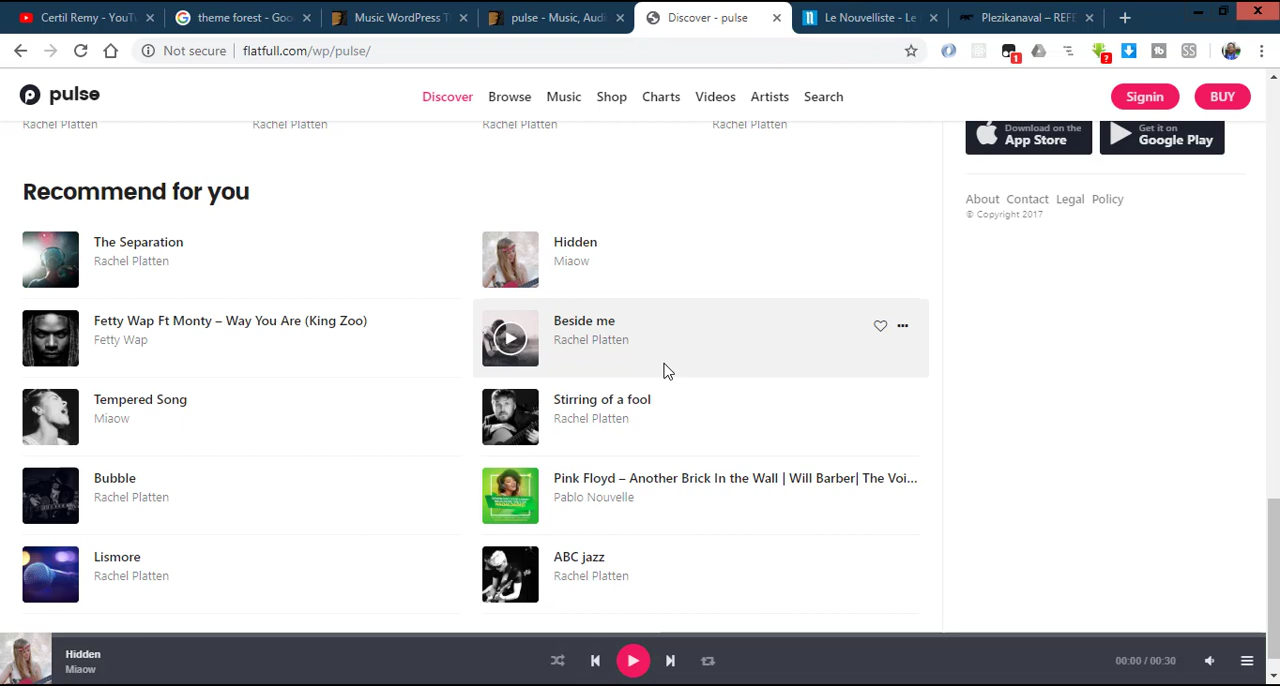 Certil Remy - YouTu
theme forest - Goo
Music WordPress T
pulse - Music, Audi
Discover - pulse
Le Nouvelliste - Le
Plezikanaval – REFE
Not secure
flatfull.com/wp/pulse/
pulse
Discover
Browse
Music
Shop
Charts
Videos
Artists
Search
Signin
BUY
Rachel Platten
Rachel Platten
Rachel Platten
Rachel Platten
Download on the
App Store
Get it on
Google Play
About Contact Legal Policy
© Copyright 2017
Recommend for you
The Separation
Rachel Platten
Hidden
Miaow
Fetty Wap Ft Monty – Way You Are (King Zoo)
Fetty Wap
Beside me
Rachel Platten
Tempered Song
Miaow
Stirring of a fool
Rachel Platten
Bubble
Rachel Platten
Pink Floyd – Another Brick In the Wall | Will Barber| The Voi...
Pablo Nouvelle
Lismore
Rachel Platten
ABC jazz
Rachel Platten
Hidden
Miaow
00:00 / 00:30